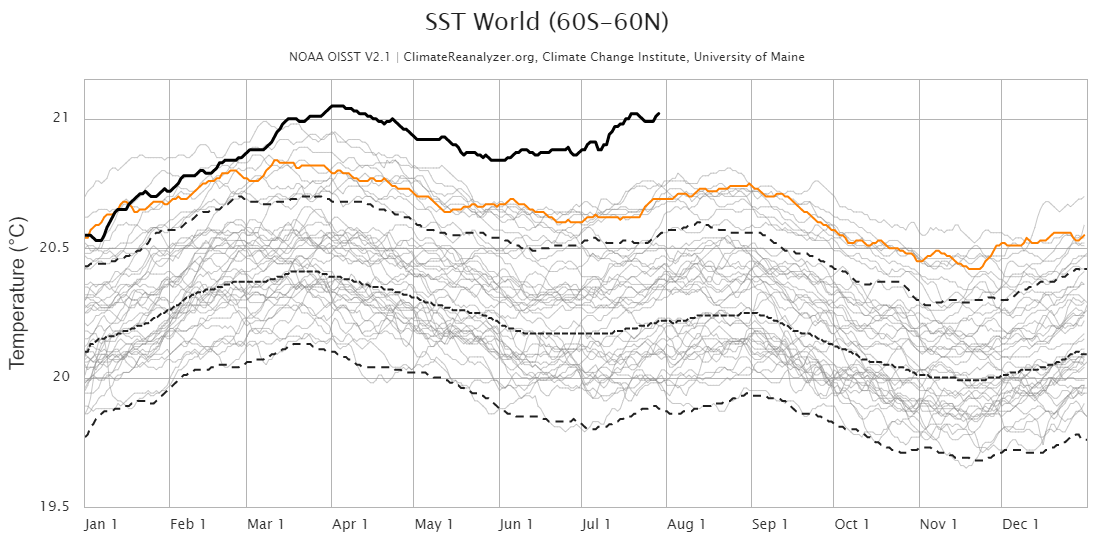 SST World (60S-60N)
NOAA OISST V2.1 | ClimateReanalyzer.org, Climate Change Institute, University of Maine
Temperature (°C)
21
20.5
20
19.5
Jan 1 Feb 1 Mar 1 Apr 1 May 1 Jun 1 Jul 1 Aug 1 Sep 1 Oct 1 Nov 1 Dec 1